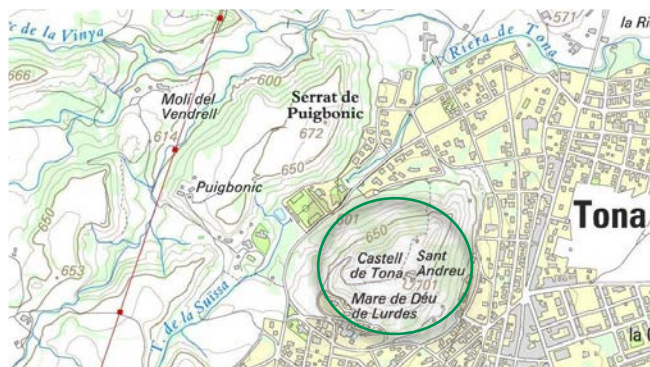 de la Vinya
Riera de Tona
571
la Ri
666
600
Serrat de
Puigbonic
Molí del
Vendrell
614
672
650
Puigbonic
650
601
650
Tona
Castell
de Tona
Sant
Andreu
653
701
Mare de Déu
de Lurdes
T. de la Suïssa
la